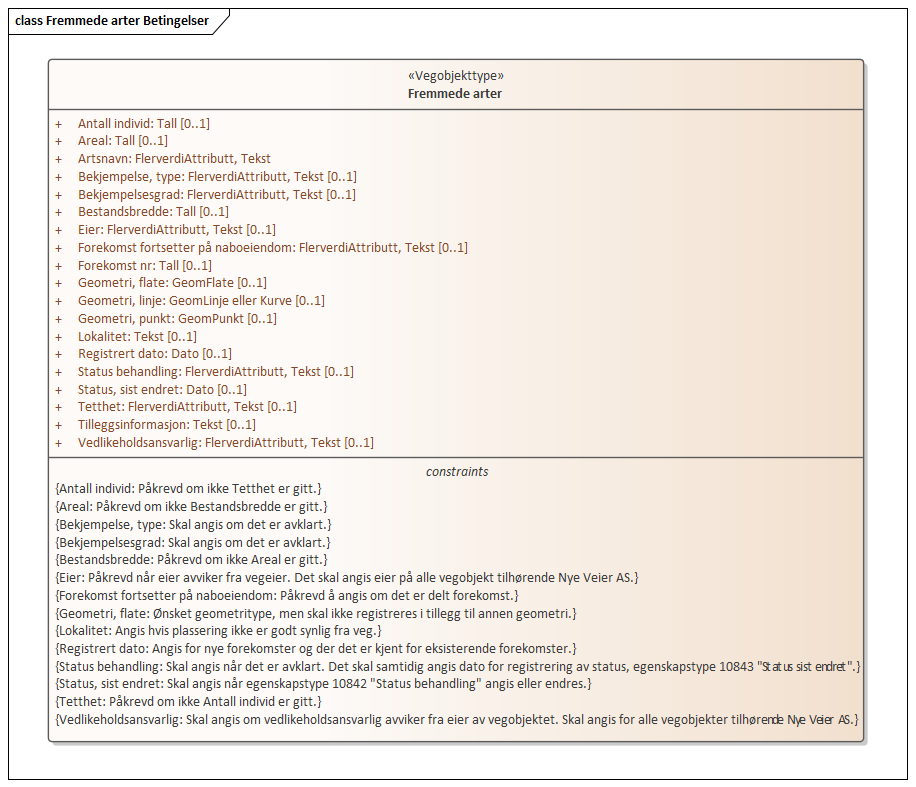 class Fremmede arter Betingelser
«Vegobjekttype»
Fremmede arter
+ Antall individ: Tall [0..1]
+ Areal: Tall [0..1]
+ Artsnavn: FlerverdiAttributt, Tekst
+ Bekjempelse, type: FlerverdiAttributt, Tekst [0..1]
+ Bekjempelsesgrad: FlerverdiAttributt, Tekst [0..1]
+ Bestandsbredde: Tall [0..1]
+ Eier: FlerverdiAttributt, Tekst [0..1]
+ Forekomst fortsetter på naboeiendom: FlerverdiAttributt, Tekst [0..1]
+ Forekomst nr: Tall [0..1]
+ Geometri, flate: GeomFlate [0..1]
+ Geometri, linje: GeomLinje eller Kurve [0..1]
+ Geometri, punkt: GeomPunkt [0..1]
+ Lokalitet: Tekst [0..1]
+ Registrert dato: Dato [0..1]
+ Status behandling: FlerverdiAttributt, Tekst [0..1]
+ Status, sist endret: Dato [0..1]
+ Tetthet: FlerverdiAttributt, Tekst [0..1]
+ Tilleggsinformasjon: Tekst [0..1]
+ Vedlikeholdsansvarlig: FlerverdiAttributt, Tekst [0..1]
constraints
{Antall individ: Påkrevd om ikke Tetthet er gitt.}
{Areal: Påkrevd om ikke Bestandsbredde er gitt.}
{Bekjempelse, type: Skal angis om det er avklart.}
{Bekjempelsesgrad: Skal angis om det er avklart.}
{Bestandsbredde: Påkrevd om ikke Areal er gitt.}
{Eier: Påkrevd når eier avviker fra vegeier. Det skal angis eier på alle vegobjekt tilhørende Nye Veier AS.}
{Forekomst fortsetter på naboeiendom: Påkrevd å angis om det er delt forekomst.}
{Geometri, flate: Ønsket geometritype, men skal ikke registreres i tillegg til annen geometri.}
{Lokalitet: Angis hvis plassering ikke er godt synlig fra veg.}
{Registrert dato: Angis for nye forekomster og der det er kjent for eksisterende forekomster.}
{Status behandling: Skal angis når det er avklart. Det skal samtidig angis dato for registrering av status, egenskapstype 10843 "Status sist endret".}
{Status, sist endret: Skal angis når egenskapstype 10842 "Status behandling" angis eller endres.}
{Tetthet: Påkrevd om ikke Antall individ er gitt.}
{Vedlikeholdsansvarlig: Skal angis om vedlikeholdsansvarlig avviker fra eier av vegobjektet. Skal angis for alle vegobjekter tilhørende Nye Veier AS.}